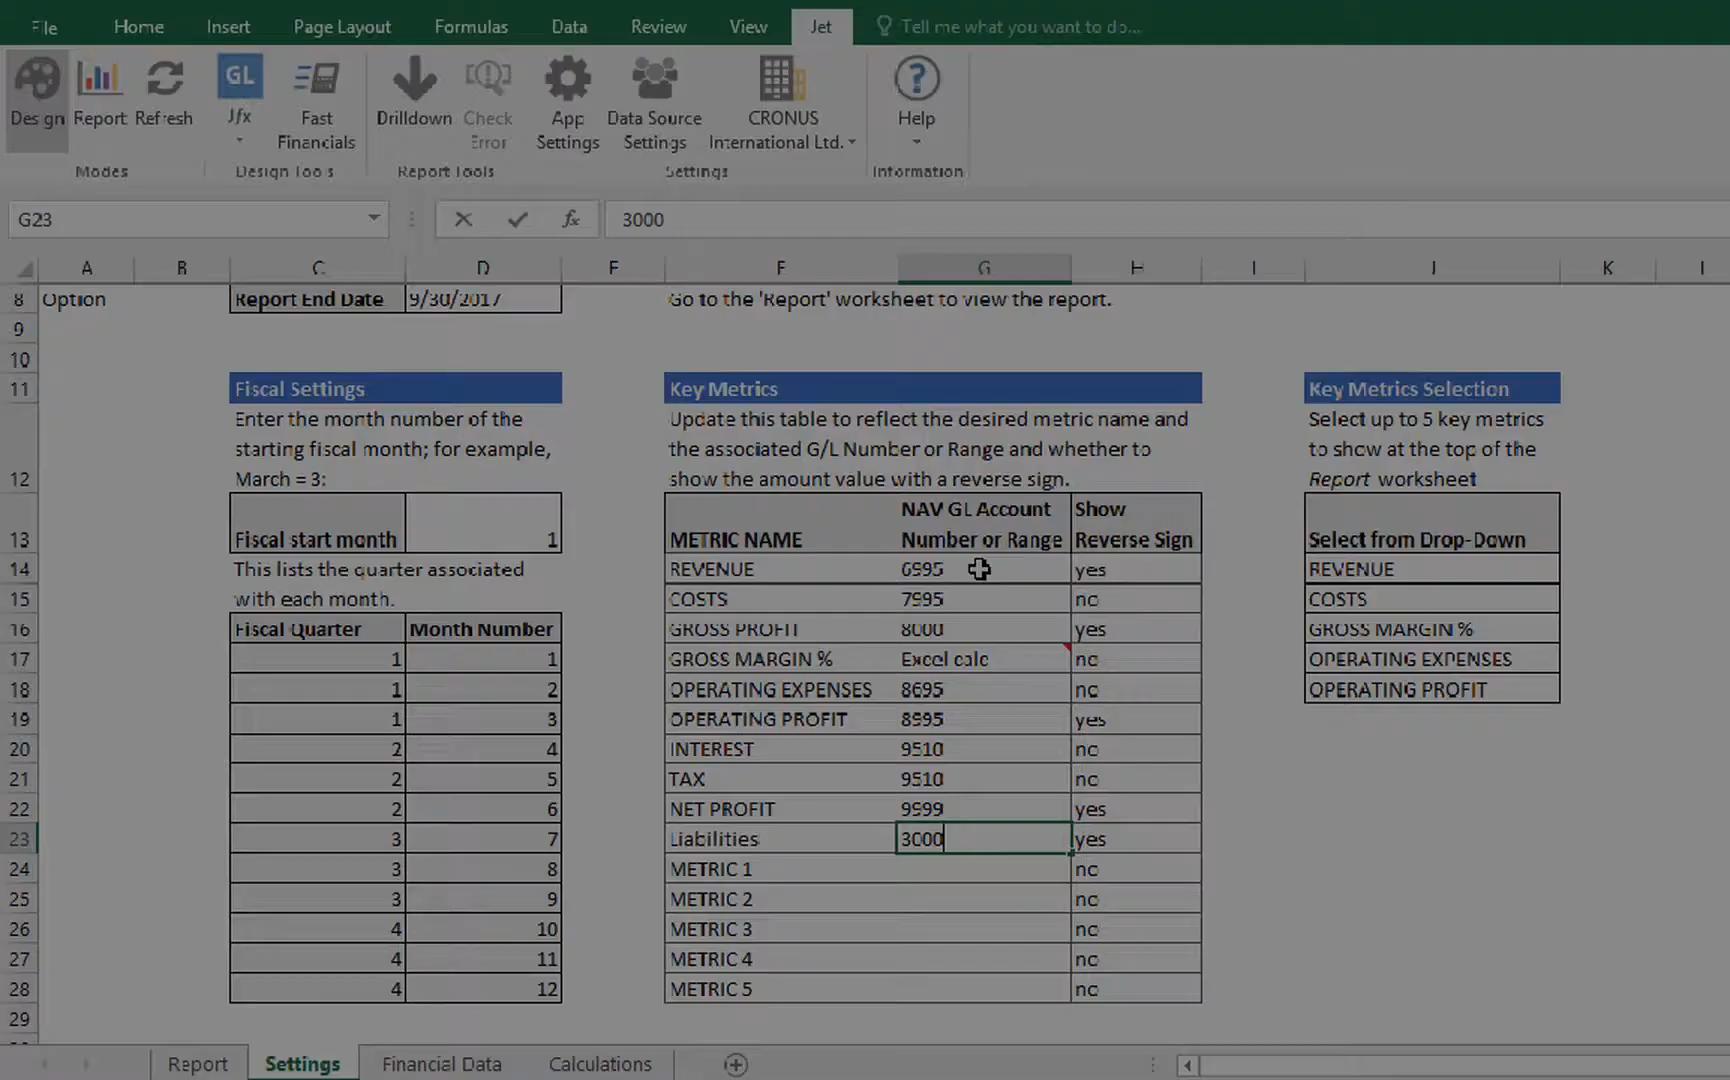 File Home Insert Page Layout Formulas Data Review View Jet Tell me what you want to do...
Design Report Refresh GL Jfx Fast Financials Drilldown Check Error App Settings Data Source Settings CRONUS International Ltd. Help
Modes Design Tools Report Tools Settings Information
G23 fx 3000
A B C D E F G H I J K L
8 Option Report End Date 9/30/2017 Go to the 'Report' worksheet to view the report.
9
10
11 Fiscal Settings Key Metrics Key Metrics Selection
Enter the month number of the Update this table to reflect the desired metric name and Select up to 5 key metrics
starting fiscal month; for example, the associated G/L Number or Range and whether to to show at the top of the
12 March = 3: show the amount value with a reverse sign. Report worksheet
NAV GL Account Show
13 Fiscal start month 1 METRIC NAME Number or Range Reverse Sign Select from Drop-Down
14 This lists the quarter associated REVENUE 6995 yes REVENUE
15 with each month. COSTS 7995 no COSTS
16 Fiscal Quarter Month Number GROSS PROFIT 8000 yes GROSS MARGIN %
17 1 1 GROSS MARGIN % Excel calc no OPERATING EXPENSES
18 1 2 OPERATING EXPENSES 8695 no OPERATING PROFIT
19 1 3 OPERATING PROFIT 8995 yes
20 2 4 INTEREST 9510 no
21 2 5 TAX 9510 no
22 2 6 NET PROFIT 9999 yes
23 3 7 Liabilities 3000 yes
24 3 8 METRIC 1 no
25 3 9 METRIC 2 no
26 4 10 METRIC 3 no
27 4 11 METRIC 4 no
28 4 12 METRIC 5 no
29
Report Settings Financial Data Calculations